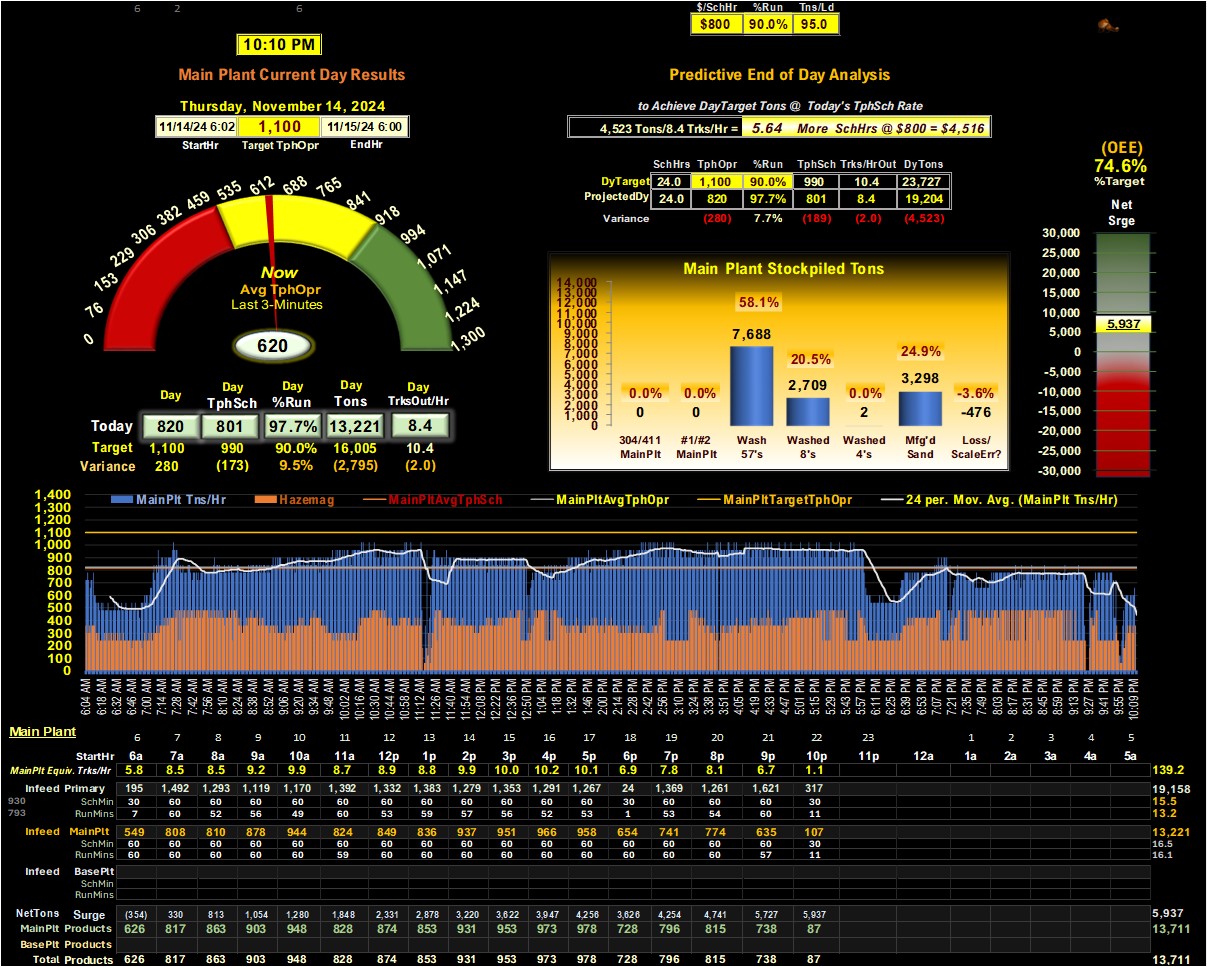 6 2 6
$/SchHr %Run Tns/Ld
$800 90.0% 95.0
10:10 PM
Main Plant Current Day Results
Predictive End of Day Analysis
Thursday, November 14, 2024
to Achieve DayTarget Tons @ Today's TphSch Rate
11/14/24 6:02 1,100 11/15/24 6:00
StartHr Target TphOpr EndHr
4,523 Tons/8.4 Trks/Hr = 5.64 More SchHrs @ $800 = $4,516
(OEE)
74.6%
%Target
SchHrs TphOpr %Run TphSch Trks/HrOut DyTons
DyTarget 24.0 1,100 90.0% 990 10.4 23,727
ProjectedDy 24.0 820 97.7% 801 8.4 19,204
Variance (280) 7.7% (189) (2.0) (4,523)
0 76 153 229 306 382 459 535 612 688 765 841 918 994 1,071 1,147 1,224 1,300
Now
Avg TphOpr
Last 3-Minutes
620
Net
Srge
30,000
25,000
20,000
15,000
10,000
5,937
5,000
0
-5,000
-10,000
-15,000
-20,000
-25,000
-30,000
Main Plant Stockpiled Tons
14,000
13,000
12,000
11,000
10,000
9,000
8,000
7,000
6,000
5,000
4,000
3,000
2,000
1,000
0
0.0% 0.0% 58.1% 20.5% 0.0% 24.9% -3.6%
0 0 7,688 2,709 2 3,298 -476
304/411 #1/#2 Wash Washed Washed Mfg'd Loss/
MainPlt MainPlt 57's 8's 4's Sand ScaleErr?
Day Day Day Day Day
TphSch %Run Tons TrksOut/Hr
Today 820 801 97.7% 13,221 8.4
Target 1,100 990 90.0% 16,005 10.4
Variance 280 (173) 9.5% (2,795) (2.0)
MainPlt Tns/Hr Hazemag MainPltAvgTphSch MainPltAvgTphOpr MainPltTargetTphOpr 24 per. Mov. Avg. (MainPlt Tns/Hr)
1,400
1,300
1,200
1,100
1,000
900
800
700
600
500
400
300
200
100
0
6:04 AM 6:18 AM 6:32 AM 6:46 AM 7:00 AM 7:14 AM 7:28 AM 7:42 AM 7:56 AM 8:10 AM 8:24 AM 8:38 AM 8:52 AM 9:06 AM 9:20 AM 9:34 AM 9:48 AM 10:02 AM 10:16 AM 10:30 AM 10:44 AM 10:58 AM 11:12 AM 11:26 AM 11:40 AM 11:54 AM 12:08 PM 12:22 PM 12:36 PM 12:50 PM 1:04 PM 1:18 PM 1:32 PM 1:46 PM 2:00 PM 2:14 PM 2:28 PM 2:42 PM 2:56 PM 3:10 PM 3:24 PM 3:38 PM 3:51 PM 4:05 PM 4:19 PM 4:33 PM 4:47 PM 5:01 PM 5:15 PM 5:29 PM 5:43 PM 5:57 PM 6:11 PM 6:25 PM 6:39 PM 6:53 PM 7:07 PM 7:21 PM 7:35 PM 7:49 PM 8:03 PM 8:17 PM 8:31 PM 8:45 PM 8:59 PM 9:13 PM 9:27 PM 9:41 PM 9:55 PM 10:09 PM
Main Plant 6 7 8 9 10 11 12 13 14 15 16 17 18 19 20 21 22 23 1 2 3 4 5
StartHr 6a 7a 8a 9a 10a 11a 12p 1p 2p 3p 4p 5p 6p 7p 8p 9p 10p 11p 12a 1a 2a 3a 4a 5a
MainPlt Equiv. Trks/Hr 5.8 8.5 8.5 9.2 9.9 8.7 8.9 8.8 9.9 10.0 10.2 10.1 6.9 7.8 8.1 6.7 1.1 139.2
Infeed Primary 195 1,492 1,293 1,119 1,170 1,392 1,332 1,383 1,279 1,353 1,291 1,267 24 1,369 1,261 1,621 317 19,158
930 SchMin 30 60 60 60 60 60 60 60 60 60 60 60 30 60 60 60 30 15.5
793 RunMins 7 60 52 56 49 60 53 59 57 56 52 53 1 53 54 60 11 13.2
Infeed MainPlt 549 808 810 878 944 824 849 836 937 951 966 958 654 741 774 635 107 13,221
SchMin 60 60 60 60 60 60 60 60 60 60 60 60 60 60 60 60 30 16.5
RunMins 60 60 60 60 60 59 60 60 60 60 60 60 60 60 60 57 11 16.1
Infeed BasePlt
SchMin
RunMins
NetTons Surge (354) 330 813 1,054 1,280 1,848 2,331 2,878 3,220 3,622 3,947 4,256 3,626 4,254 4,741 5,727 5,937 5,937
MainPlt Products 626 817 863 903 948 828 874 853 931 953 973 978 728 796 815 738 87 13,711
BasePlt Products
Total Products 626 817 863 903 948 828 874 853 931 953 973 978 728 796 815 738 87 13,711